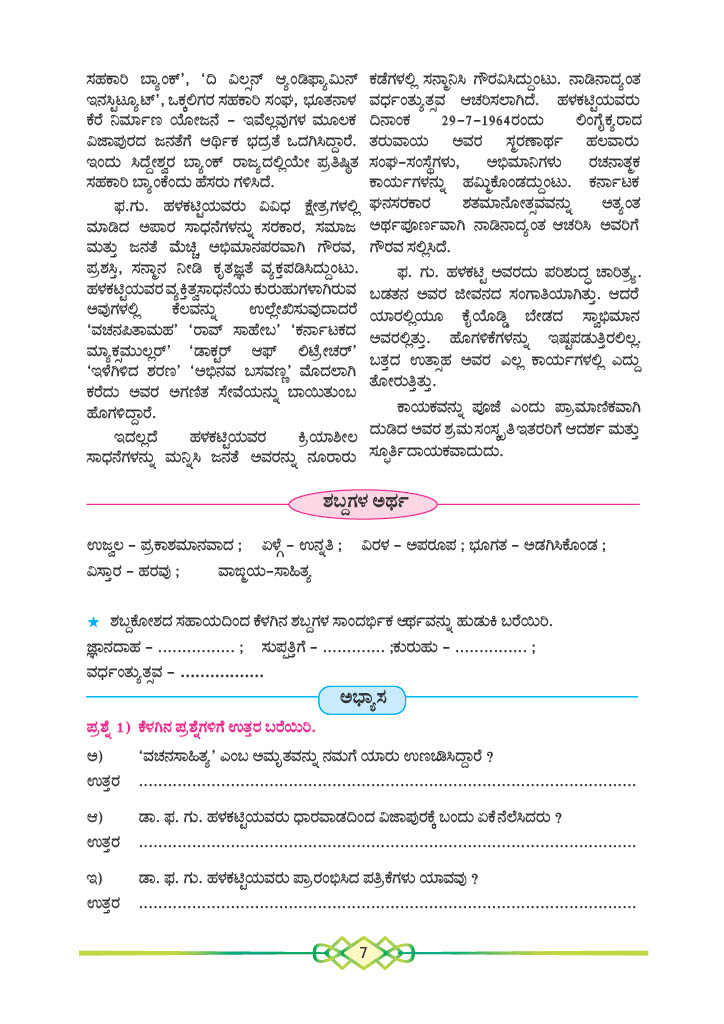 ಸಹಕಾರಿ ಬ್ಯಾಂಕ್', 'ದಿ ವಿಲ್ಸನ್ ಆ್ಯಂಡಿಫ್ಯಾಮಿನ್
ಇನಸ್ಟಿಟ್ಯೂಟ್', ಒಕ್ಕಲಿಗರ ಸಹಕಾರಿ ಸಂಘ, ಭೂತನಾಳ
ಕೆರೆ ನಿರ್ಮಾಣ ಯೋಜನೆ – ಇವೆಲ್ಲವುಗಳ ಮೂಲಕ
ವಿಜಾಪುರದ ಜನತೆಗೆ ಆರ್ಥಿಕ ಭದ್ರತೆ ಒದಗಿಸಿದ್ದಾರೆ.
ಇಂದು ಸಿದ್ದೇಶ್ವರ ಬ್ಯಾಂಕ್ ರಾಜ್ಯದಲ್ಲಿಯೇ ಪ್ರತಿಷ್ಠಿತ
ಸಹಕಾರಿ ಬ್ಯಾಂಕೆಂದು ಹೆಸರು ಗಳಿಸಿದೆ.
ಫ.ಗು. ಹಳಕಟ್ಟಿಯವರು ವಿವಿಧ ಕ್ಷೇತ್ರಗಳಲ್ಲಿ
ಮಾಡಿದ ಅಪಾರ ಸಾಧನೆಗಳನ್ನು ಸರಕಾರ, ಸಮಾಜ
ಮತ್ತು ಜನತೆ ಮೆಚ್ಚಿ ಅಭಿಮಾನಪರವಾಗಿ ಗೌರವ,
ಪ್ರಶಸ್ತಿ, ಸನ್ಮಾನ ನೀಡಿ ಕೃತಜ್ಞತೆ ವ್ಯಕ್ತಪಡಿಸಿದ್ದುಂಟು.
ಹಳಕಟ್ಟಿಯವರ ವ್ಯಕ್ತಿತ್ವಸಾಧನೆಯ ಕುರುಹುಗಳಾಗಿರುವ
ಅವುಗಳಲ್ಲಿ ಕೆಲವನ್ನು ಉಲ್ಲೇಖಿಸುವುದಾದರೆ
'ವಚನಪಿತಾಮಹ' 'ರಾವ್ ಸಾಹೇಬ' 'ಕರ್ನಾಟಕದ
ಮ್ಯಾಕ್ಸಮುಲ್ಲರ್' 'ಡಾಕ್ಟರ್ ಆಫ್ ಲಿಟ್ರೇಚರ್'
'ಇಳೆಗಿಳಿದ ಶರಣ' 'ಅಭಿನವ ಬಸವಣ್ಣ' ಮೊದಲಾಗಿ
ಕರೆದು ಅವರ ಅಗಣಿತ ಸೇವೆಯನ್ನು ಬಾಯಿತುಂಬ
ಹೊಗಳಿದ್ದಾರೆ.
ಇದಲ್ಲದೆ ಹಳಕಟ್ಟಿಯವರ ಕ್ರಿಯಾಶೀಲ
ಸಾಧನೆಗಳನ್ನು ಮನ್ನಿಸಿ ಜನತೆ ಅವರನ್ನು ನೂರಾರು
ಕಡೆಗಳಲ್ಲಿ ಸನ್ಮಾನಿಸಿ ಗೌರವಿಸಿದ್ದುಂಟು. ನಾಡಿನಾದ್ಯಂತ
ವರ್ಧಂತ್ಯುತ್ಸವ ಆಚರಿಸಲಾಗಿದೆ. ಹಳಕಟ್ಟಿಯವರು
ದಿನಾಂಕ 29-7-1964ರಂದು ಲಿಂಗೈಕ್ಯರಾದ
ತರುವಾಯ ಅವರ ಸ್ಮರಣಾರ್ಥ ಹಲವಾರು
ಸಂಘ-ಸಂಸ್ಥೆಗಳು, ಅಭಿಮಾನಿಗಳು ರಚನಾತ್ಮಕ
ಕಾರ್ಯಗಳನ್ನು ಹಮ್ಮಿಕೊಂಡದ್ದುಂಟು. ಕರ್ನಾಟಕ
ಘನಸರಕಾರ ಶತಮಾನೋತ್ಸವವನ್ನು ಅತ್ಯಂತ
ಅರ್ಥಪೂರ್ಣವಾಗಿ ನಾಡಿನಾದ್ಯಂತ ಆಚರಿಸಿ ಅವರಿಗೆ
ಗೌರವ ಸಲ್ಲಿಸಿದೆ.
ಫ. ಗು. ಹಳಕಟ್ಟಿ ಅವರದು ಪರಿಶುದ್ಧ ಚಾರಿತ್ರ್ಯ.
ಬಡತನ ಅವರ ಜೀವನದ ಸಂಗಾತಿಯಾಗಿತ್ತು. ಆದರೆ
ಯಾರಲ್ಲಿಯೂ ಕೈಯೊಡ್ಡಿ ಬೇಡದ ಸ್ವಾಭಿಮಾನ
ಅವರಲ್ಲಿತ್ತು. ಹೊಗಳಿಕೆಗಳನ್ನು ಇಷ್ಟಪಡುತ್ತಿರಲಿಲ್ಲ.
ಬತ್ತದ ಉತ್ಸಾಹ ಅವರ ಎಲ್ಲ ಕಾರ್ಯಗಳಲ್ಲಿ ಎದ್ದು
ತೋರುತ್ತಿತ್ತು.
ಕಾಯಕವನ್ನು ಪೂಜೆ ಎಂದು ಪ್ರಾಮಾಣಿಕವಾಗಿ
ದುಡಿದ ಅವರ ಶ್ರಮ ಸಂಸ್ಕೃತಿ ಇತರರಿಗೆ ಆದರ್ಶ ಮತ್ತು
ಸ್ಫೂರ್ತಿದಾಯಕವಾದುದು.
ಶಬ್ದಗಳ ಅರ್ಥ
ಉಜ್ವಲ – ಪ್ರಕಾಶಮಾನವಾದ ; ಏಳ್ಗೆ – ಉನ್ನತಿ ; ವಿರಳ – ಅಪರೂಪ ; ಭೂಗತ – ಅಡಗಿಸಿಕೊಂಡ ;
ವಿಸ್ತಾರ – ಹರವು ; ವಾಙ್ಮಯ–ಸಾಹಿತ್ಯ
★ ಶಬ್ದಕೋಶದ ಸಹಾಯದಿಂದ ಕೆಳಗಿನ ಶಬ್ದಗಳ ಸಾಂದರ್ಭಿಕ ಅರ್ಥವನ್ನು ಹುಡುಕಿ ಬರೆಯಿರಿ.
ಜ್ಞಾನದಾಹ – ................ ; ಸುಪ್ಪತ್ತಿಗೆ – ............. ;ಕುರುಹು – ............... ;
ವರ್ಧಂತ್ಯುತ್ಸವ – .................
ಅಭ್ಯಾಸ
ಪ್ರಶ್ನೆ 1) ಕೆಳಗಿನ ಪ್ರಶ್ನೆಗಳಿಗೆ ಉತ್ತರ ಬರೆಯಿರಿ.
ಅ) 'ವಚನಸಾಹಿತ್ಯ' ಎಂಬ ಅಮೃತವನ್ನು ನಮಗೆ ಯಾರು ಉಣಬಡಿಸಿದ್ದಾರೆ ?
ಉತ್ತರ ......................................................................................
ಆ) ಡಾ. ಫ. ಗು. ಹಳಕಟ್ಟಿಯವರು ಧಾರವಾಡದಿಂದ ವಿಜಾಪುರಕ್ಕೆ ಬಂದು ಏಕೆ ನೆಲೆಸಿದರು ?
ಉತ್ತರ ......................................................................................
ಇ) ಡಾ. ಫ. ಗು. ಹಳಕಟ್ಟಿಯವರು ಪ್ರಾರಂಭಿಸಿದ ಪತ್ರಿಕೆಗಳು ಯಾವವು ?
ಉತ್ತರ ......................................................................................
7